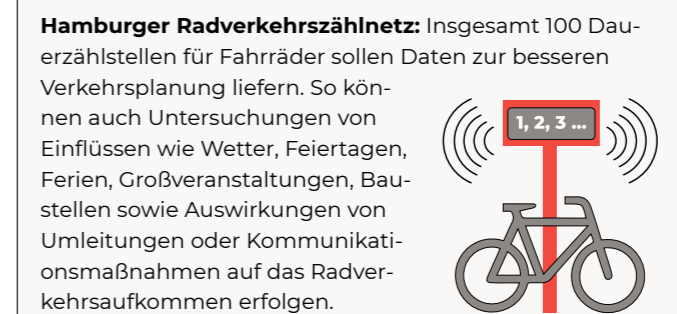 Hamburger Radverkehrszählnetz: Insgesamt 100 Dau-
erzählstellen für Fahrräder sollen Daten zur besseren
Verkehrsplanung liefern. So kön-
nen auch Untersuchungen von
Einflüssen wie Wetter, Feiertagen,
Ferien, Großveranstaltungen, Bau-
stellen sowie Auswirkungen von
Umleitungen oder Kommunikati-
onsmaßnahmen auf das Radver-
kehrsaufkommen erfolgen.
1, 2, 3 ...